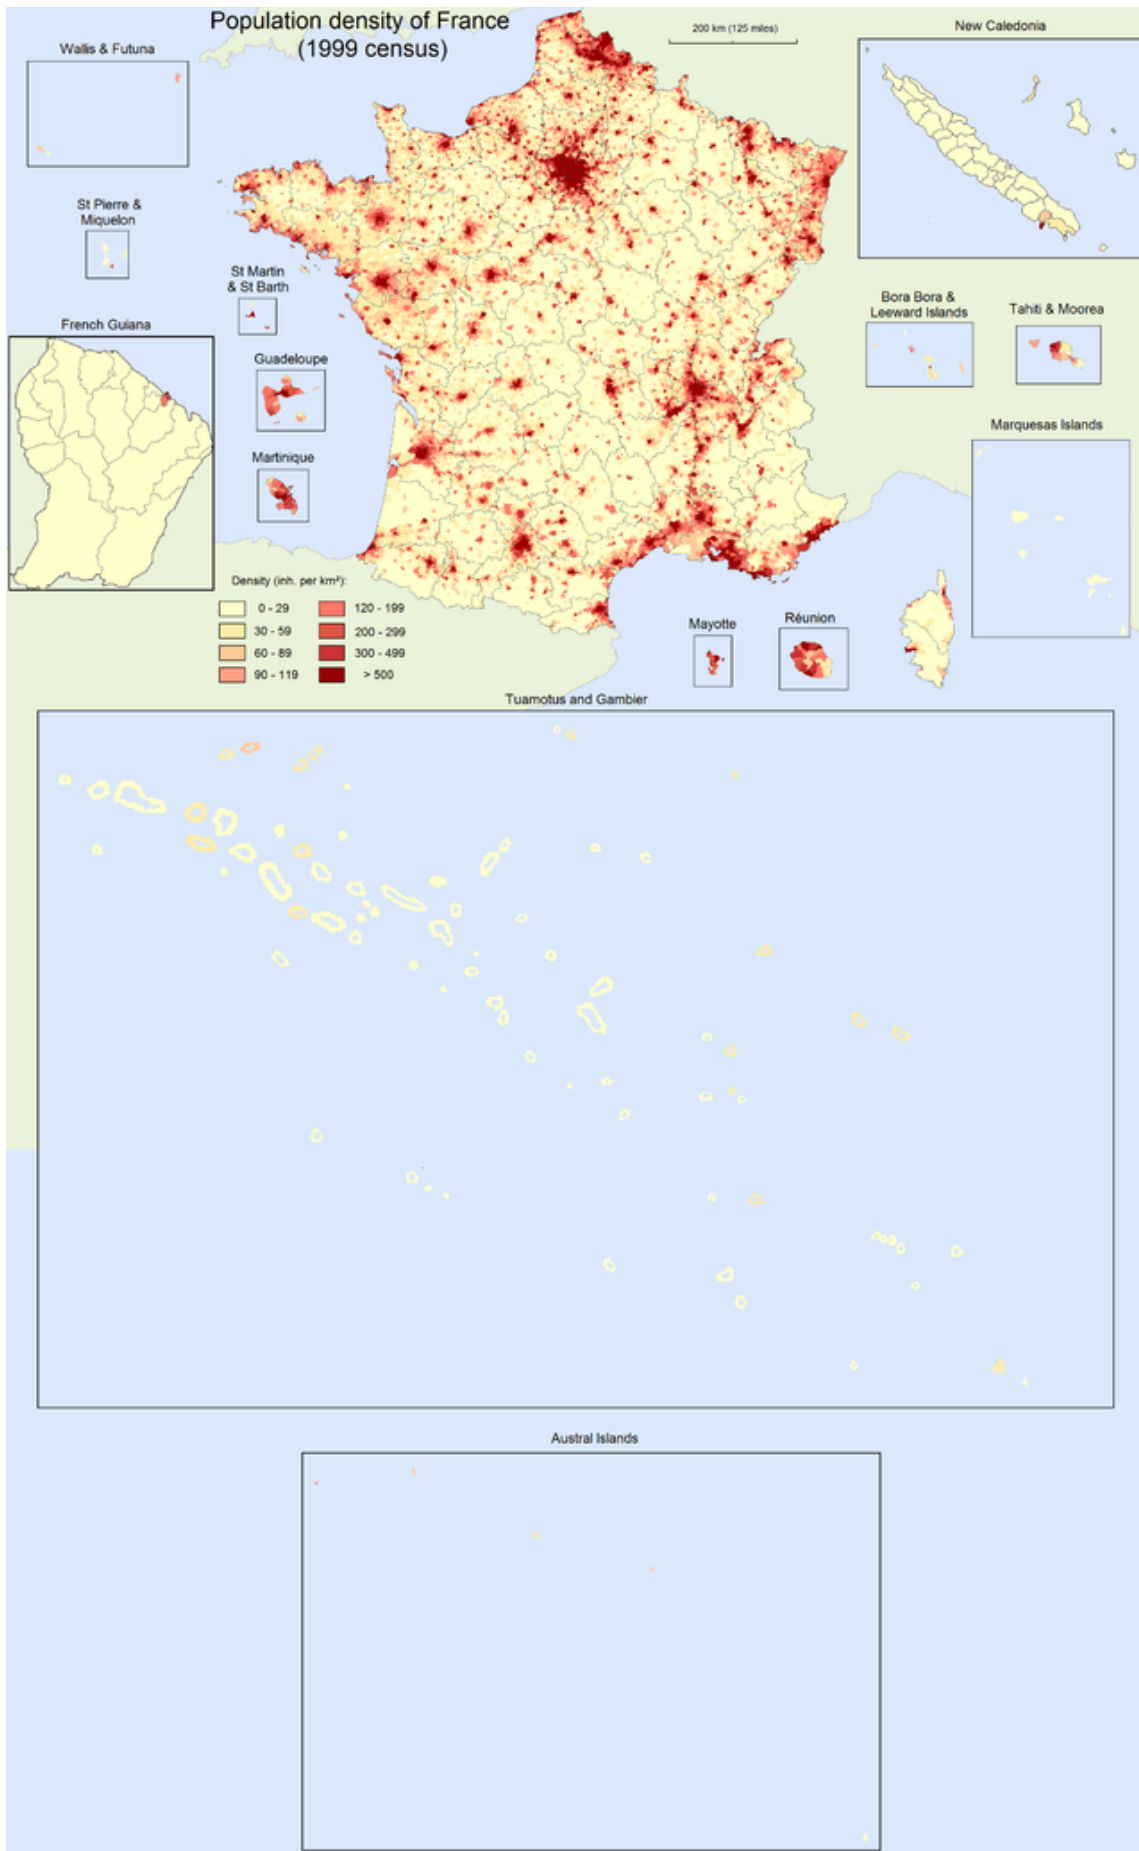 Population density of France
(1999 census)
200 km (125 miles)
New Caledonia
Wallis & Futuna
St Pierre &
Miquelon
St Martin
& St Barth
French Guiana
Guadeloupe
Martinique
Bora Bora &
Leeward Islands
Tahiti & Moorea
Marquesas Islands
Density (inh. per km²):
0 - 29
120 - 199
30 - 59
200 - 299
60 - 89
300 - 499
90 - 119
> 500
Mayotte
Réunion
Tuamotus and Gambier
Austral Islands